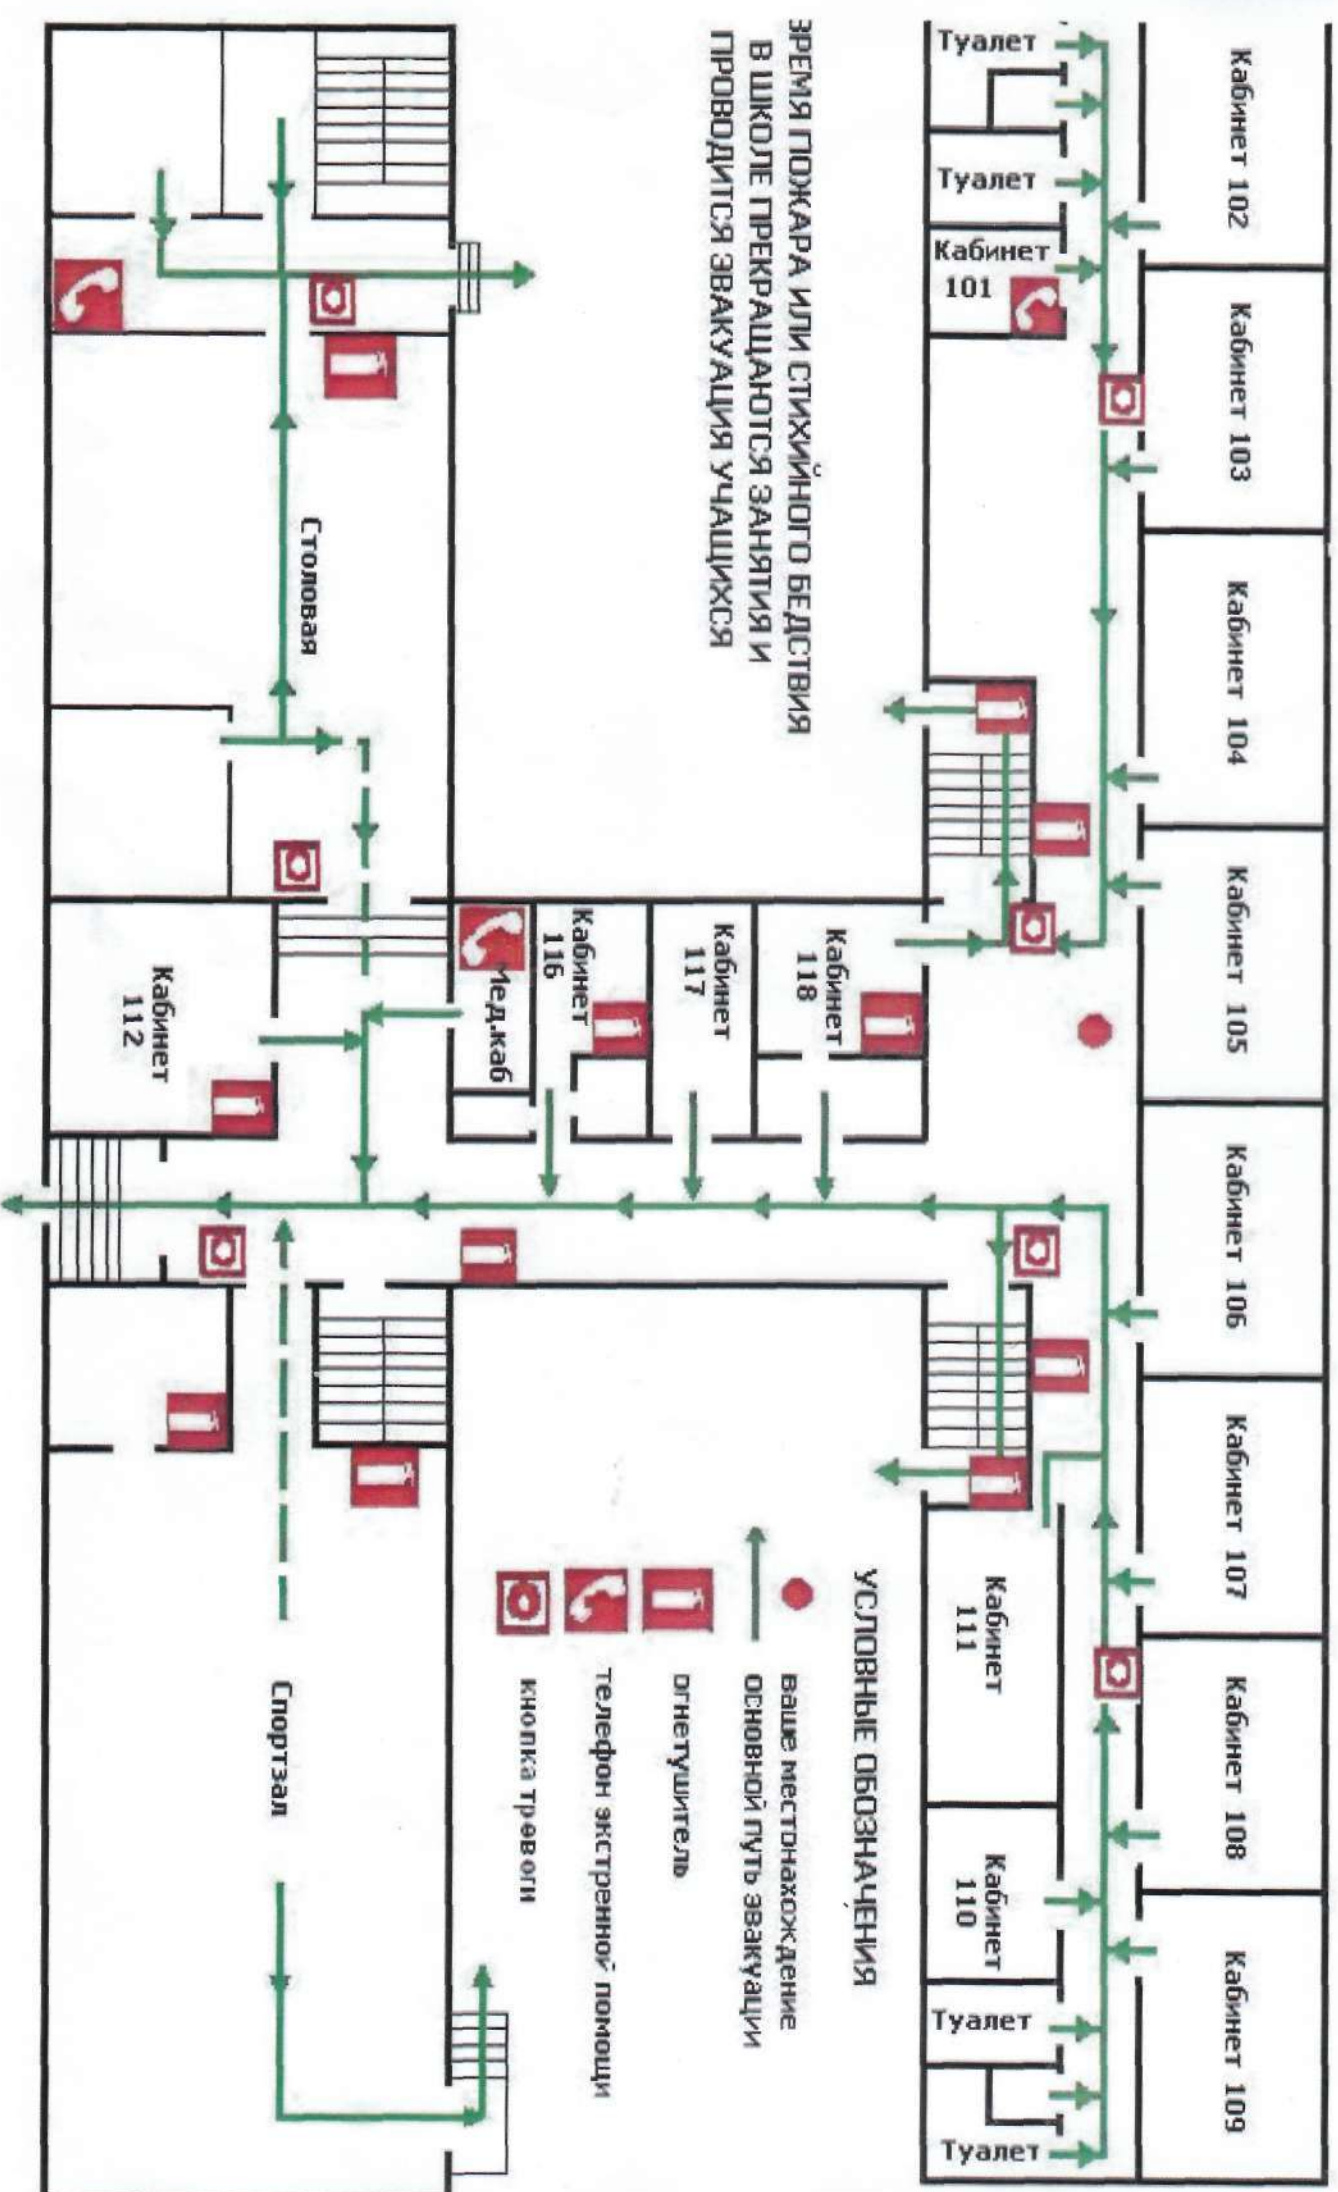 Кабинет 102
Кабинет 103
Кабинет 104
Кабинет 105
Кабинет 106
Кабинет 107
Кабинет 108
Кабинет 109
Туалет
Туалет
Кабинет
101
Кабинет
111
Кабинет
110
Туалет
Туалет
ВРЕМЯ ПОЖАРА ИЛИ СТИХИЙНОГО БЕДСТВИЯ
В ШКОЛЕ ПРЕКРАЩАЮТСЯ ЗАНЯТИЯ И
ПРОВОДИТСЯ ЭВАКУАЦИЯ УЧАЩИХСЯ
Кабинет
118
Кабинет
117
Кабинет
116
Мед.каб
УСЛОВНЫЕ ОБОЗНАЧЕНИЯ
ваше местонахождение
основной путь эвакуации
огнетушитель
телефон экстренной помощи
кнопка тревоги
Столовая
Кабинет
112
Спортзал